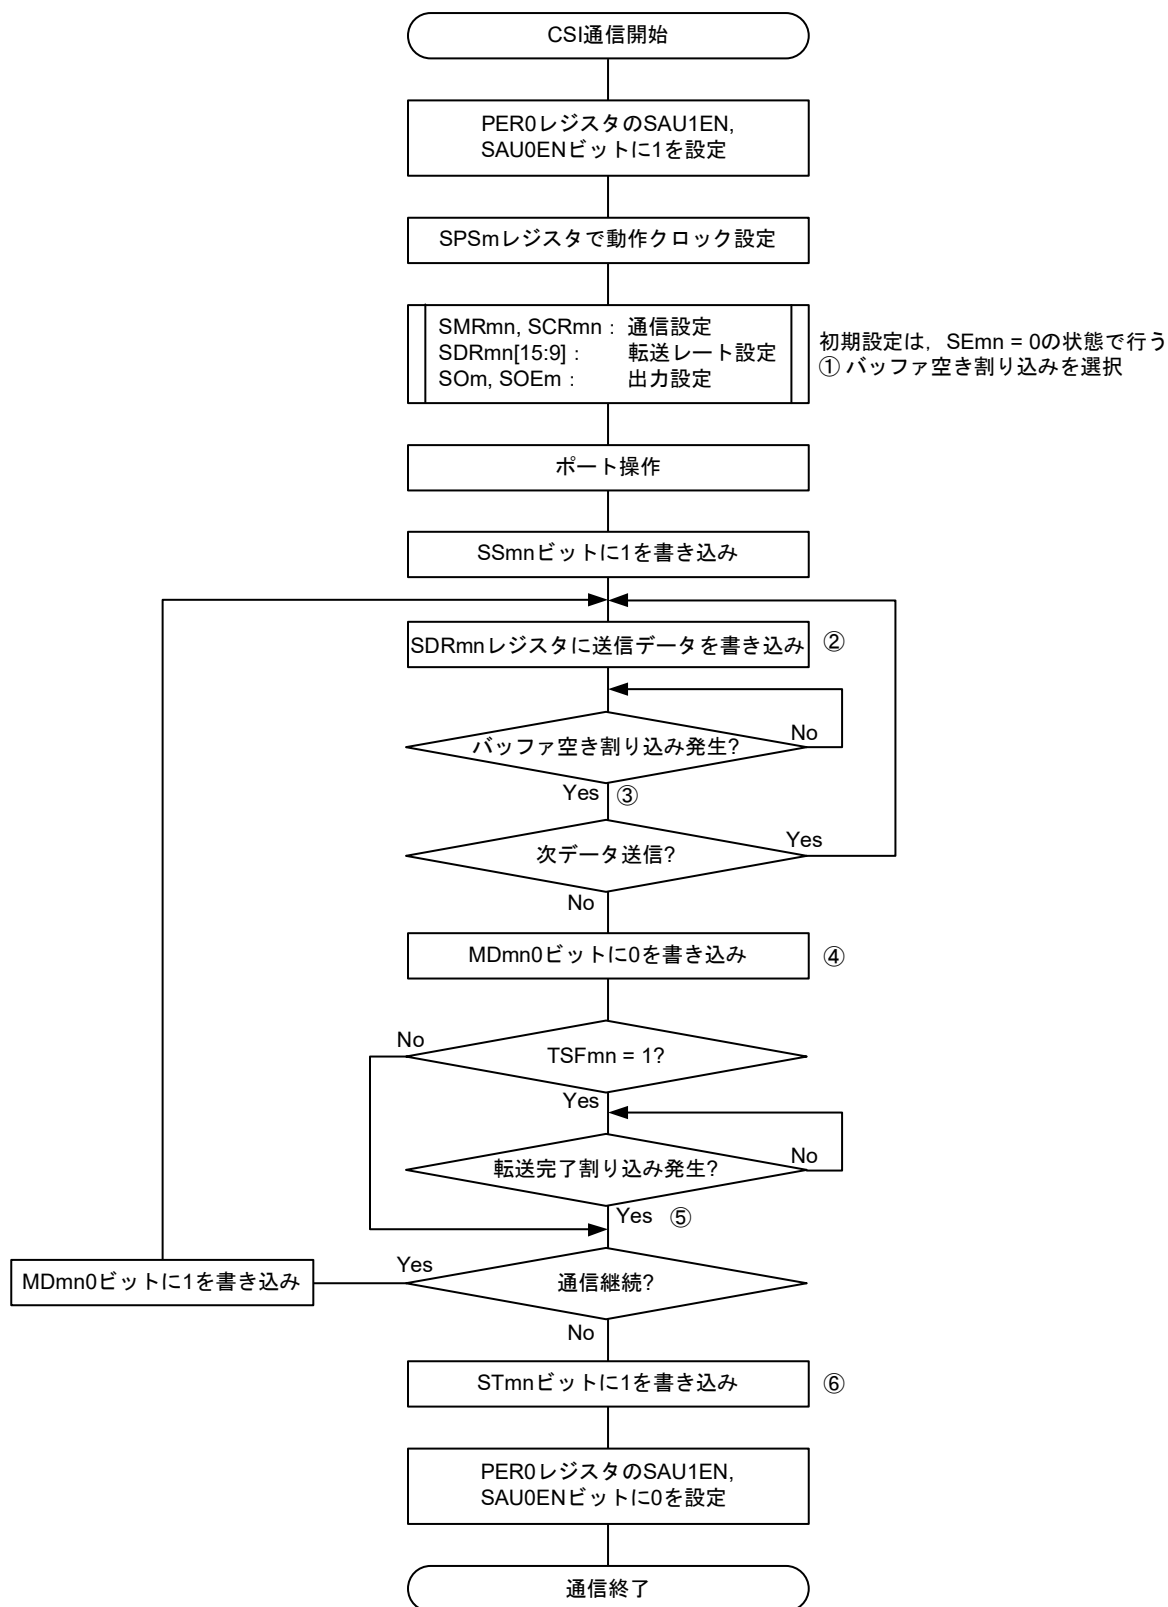 CSI通信開始
PER0レジスタのSAU1EN,
SAU0ENビットに1を設定
SPSmレジスタで動作クロック設定
SMRmn, SCRmn： 通信設定
SDRmn[15:9]： 転送レート設定
SOm, SOEm： 出力設定
初期設定は，SEmn = 0の状態で行う
① バッファ空き割り込みを選択
ポート操作
SSmnビットに1を書き込み
SDRmnレジスタに送信データを書き込み ②
バッファ空き割り込み発生?
No
Yes ③
次データ送信?
Yes
No
MDmn0ビットに0を書き込み ④
No
TSFmn = 1?
Yes
転送完了割り込み発生?
No
Yes ⑤
MDmn0ビットに1を書き込み
Yes
通信継続?
No
STmnビットに1を書き込み ⑥
PER0レジスタのSAU1EN,
SAU0ENビットに0を設定
通信終了